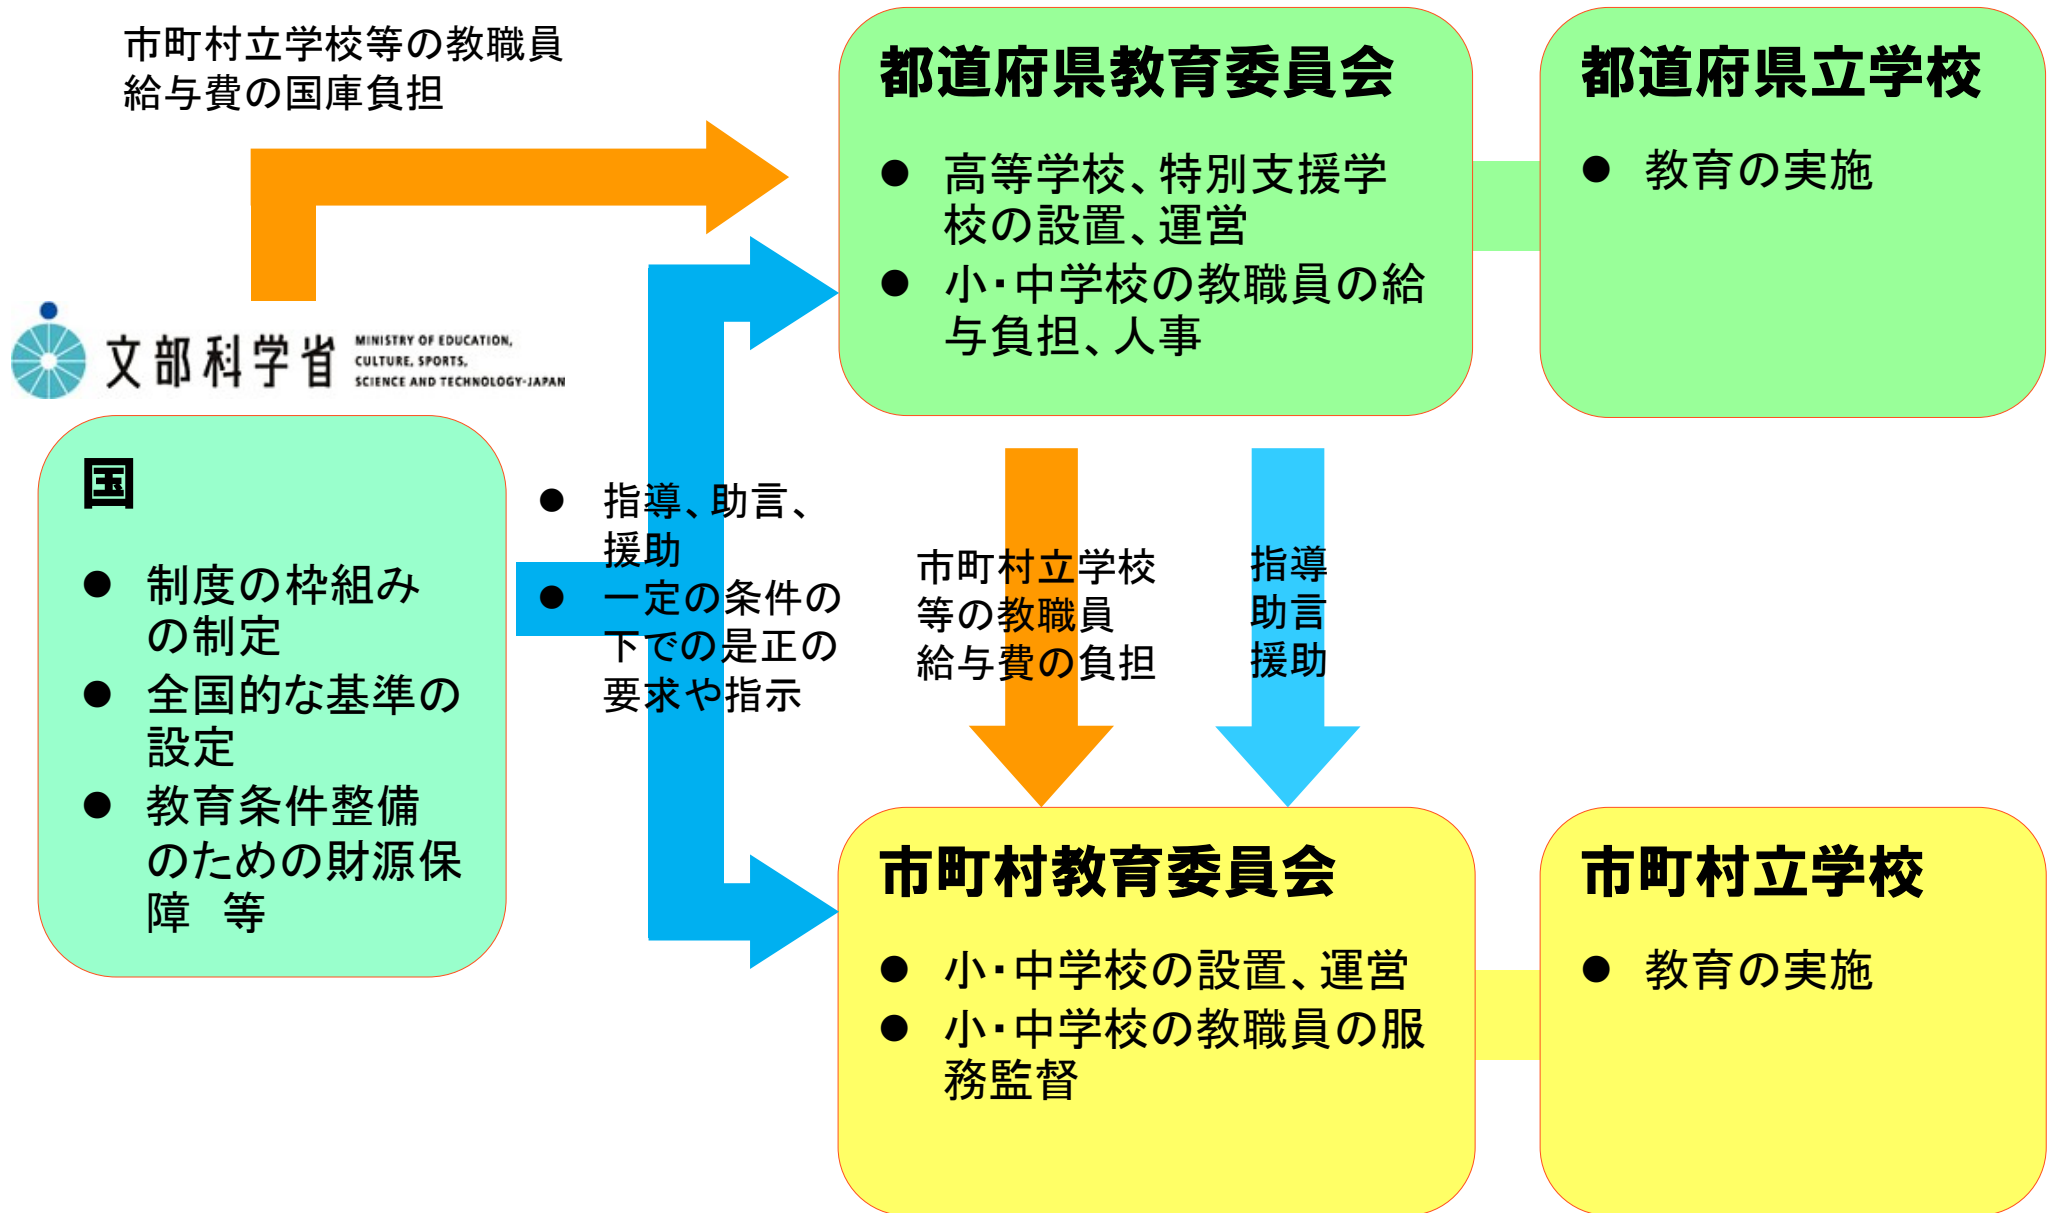 市町村立学校等の教職員
給与費の国庫負担
文部科学省
MINISTRY OF EDUCATION,
CULTURE, SPORTS,
SCIENCE AND TECHNOLOGY-JAPAN
国
● 制度の枠組み
の制定
● 全国的な基準の
設定
● 教育条件整備
のための財源保
障　等
● 指導、助言、
援助
● 一定の条件の
下での是正の
要求や指示
都道府県教育委員会
● 高等学校、特別支援学
校の設置、運営
● 小・中学校の教職員の給
与負担、人事
都道府県立学校
● 教育の実施
市町村立学校
等の教職員
給与費の負担
指導
助言
援助
市町村教育委員会
● 小・中学校の設置、運営
● 小・中学校の教職員の服
務監督
市町村立学校
● 教育の実施